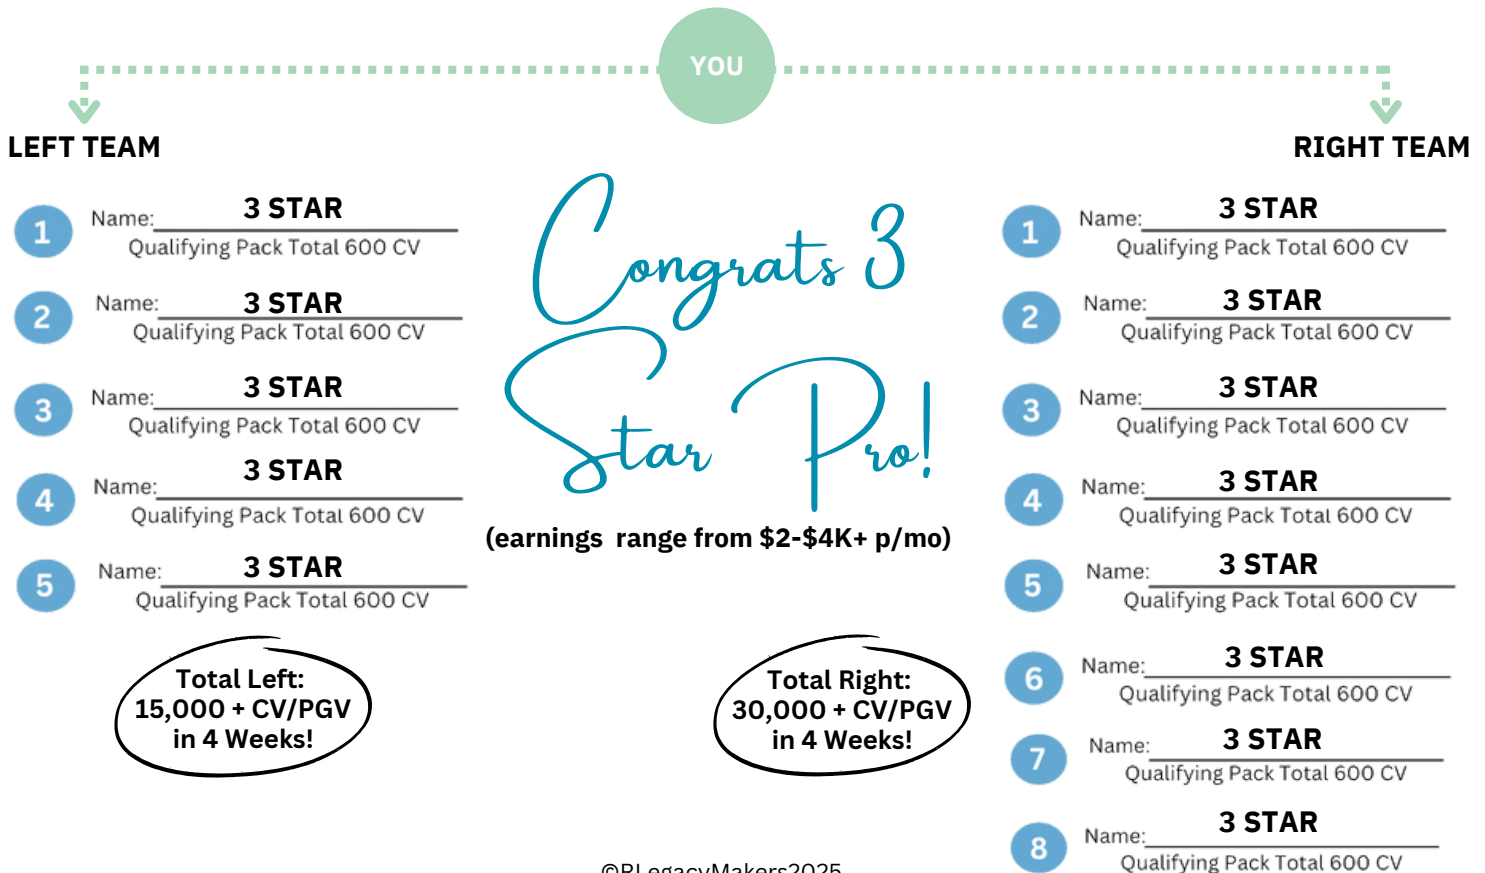 YOU
LEFT TEAM
RIGHT TEAM
1 Name: 3 STAR
Qualifying Pack Total 600 CV
2 Name: 3 STAR
Qualifying Pack Total 600 CV
3 Name: 3 STAR
Qualifying Pack Total 600 CV
4 Name: 3 STAR
Qualifying Pack Total 600 CV
5 Name: 3 STAR
Qualifying Pack Total 600 CV
Total Left:
15,000 + CV/PGV
in 4 Weeks!
Congrats 3
Star Pro!
(earnings range from $2-$4K+ p/mo)
Total Right:
30,000 + CV/PGV
in 4 Weeks!
1 Name: 3 STAR
Qualifying Pack Total 600 CV
2 Name: 3 STAR
Qualifying Pack Total 600 CV
3 Name: 3 STAR
Qualifying Pack Total 600 CV
4 Name: 3 STAR
Qualifying Pack Total 600 CV
5 Name: 3 STAR
Qualifying Pack Total 600 CV
6 Name: 3 STAR
Qualifying Pack Total 600 CV
7 Name: 3 STAR
Qualifying Pack Total 600 CV
8 Name: 3 STAR
Qualifying Pack Total 600 CV
©RLegacyMakers2025